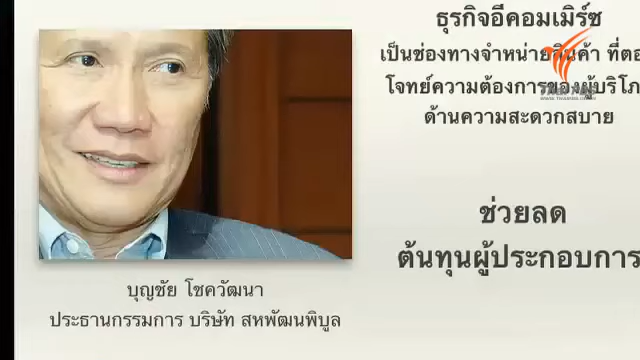 ธุรกิจอีคอมเมิร์ซ
เป็นช่องทางจำหน่ายสินค้า ที่ตอ
โจทย์ความต้องการของผู้บริโภ
ด้านความสะดวกสบาย
ช่วยลด
ต้นทุนผู้ประกอบการ
บุญชัย โชควัฒนา
ประธานกรรมการ บริษัท สหพัฒนพิบูล